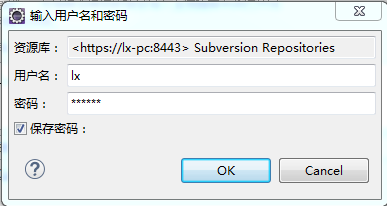 输入用户名和密码
资源库： <https://lx-pc:8443> Subversion Repositories
用户名： lx
密码： ******
保存密码：
OK Cancel